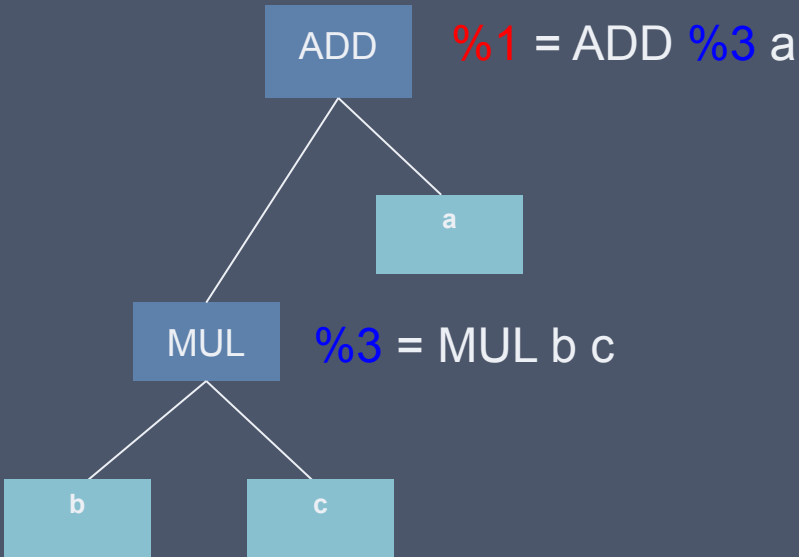 ADD
%1 = ADD %3 a
a
MUL
%3 = MUL b c
b
c